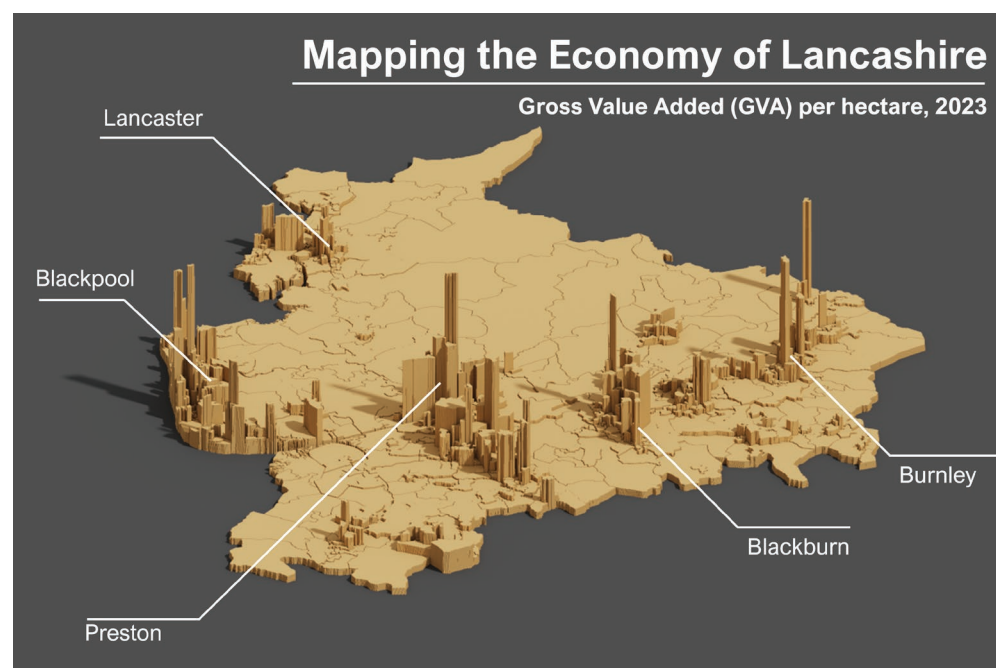 Mapping the Economy of Lancashire
Gross Value Added (GVA) per hectare, 2023
Lancaster
Blackpool
Burnley
Blackburn
Preston